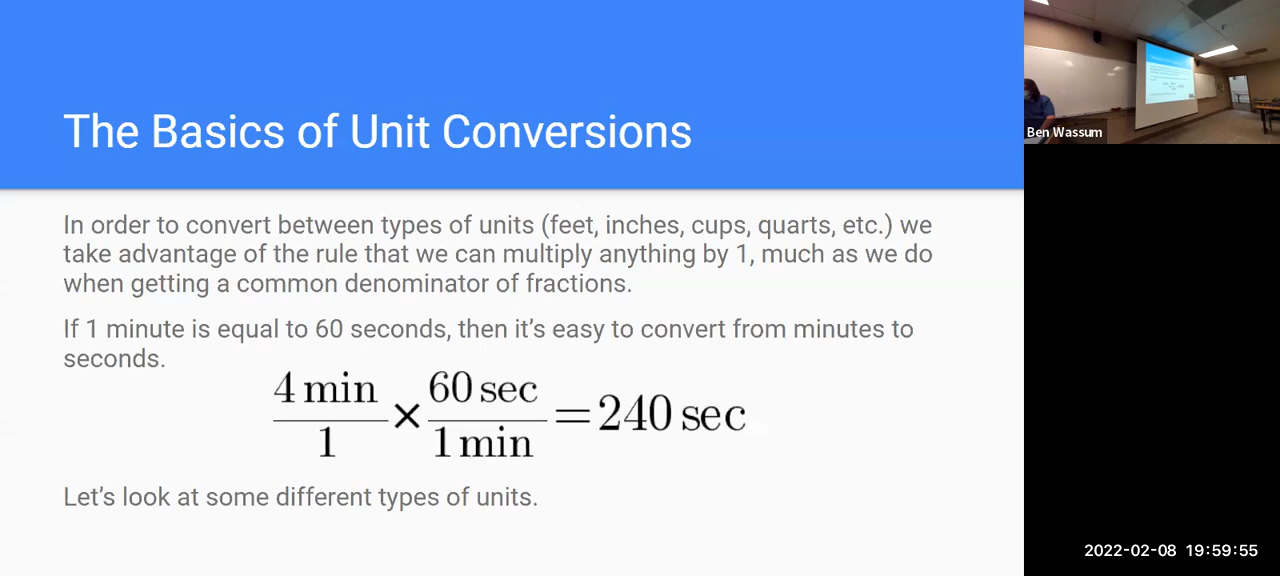 The Basics of Unit Conversions
In order to convert between types of units (feet, inches, cups, quarts, etc.) we
take advantage of the rule that we can multiply anything by 1, much as we do
when getting a common denominator of fractions.
If 1 minute is equal to 60 seconds, then it’s easy to convert from minutes to
seconds.
4 min / 1 × 60 sec / 1 min = 240 sec
Let’s look at some different types of units.
Ben Wassum
2022-02-08 19:59:55